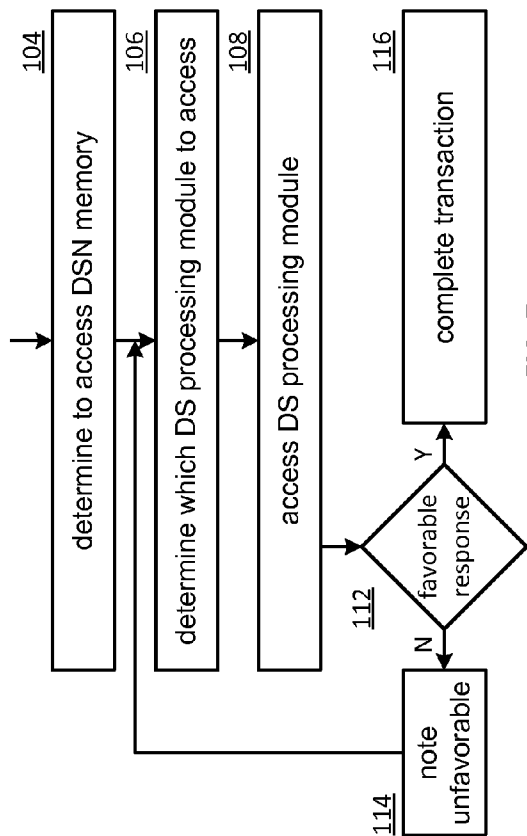 104
determine to access DSN memory
106
determine which DS processing module to access
108
access DS processing module
112
favorable
response
N
Y
114
note
unfavorable
116
complete transaction